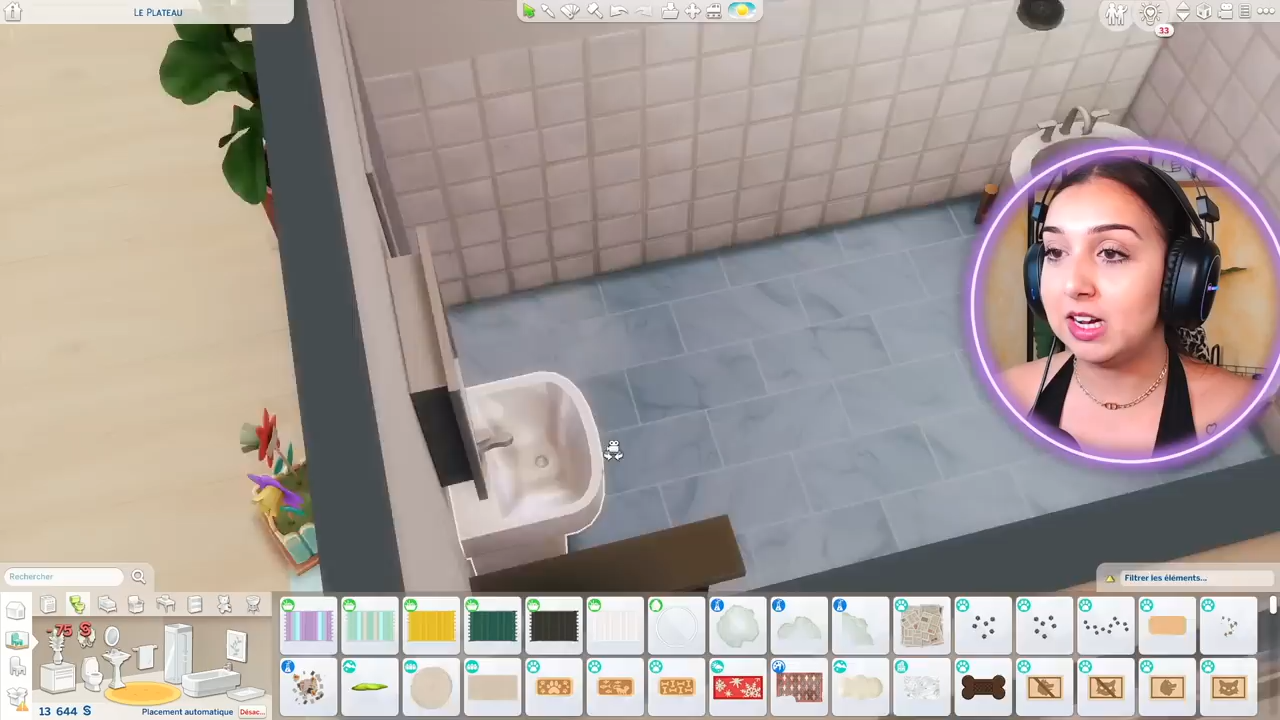 LE PLATEAU
33
Rechercher
Filtrer les éléments...
75 §
13 644 §
Placement automatique
Désac...